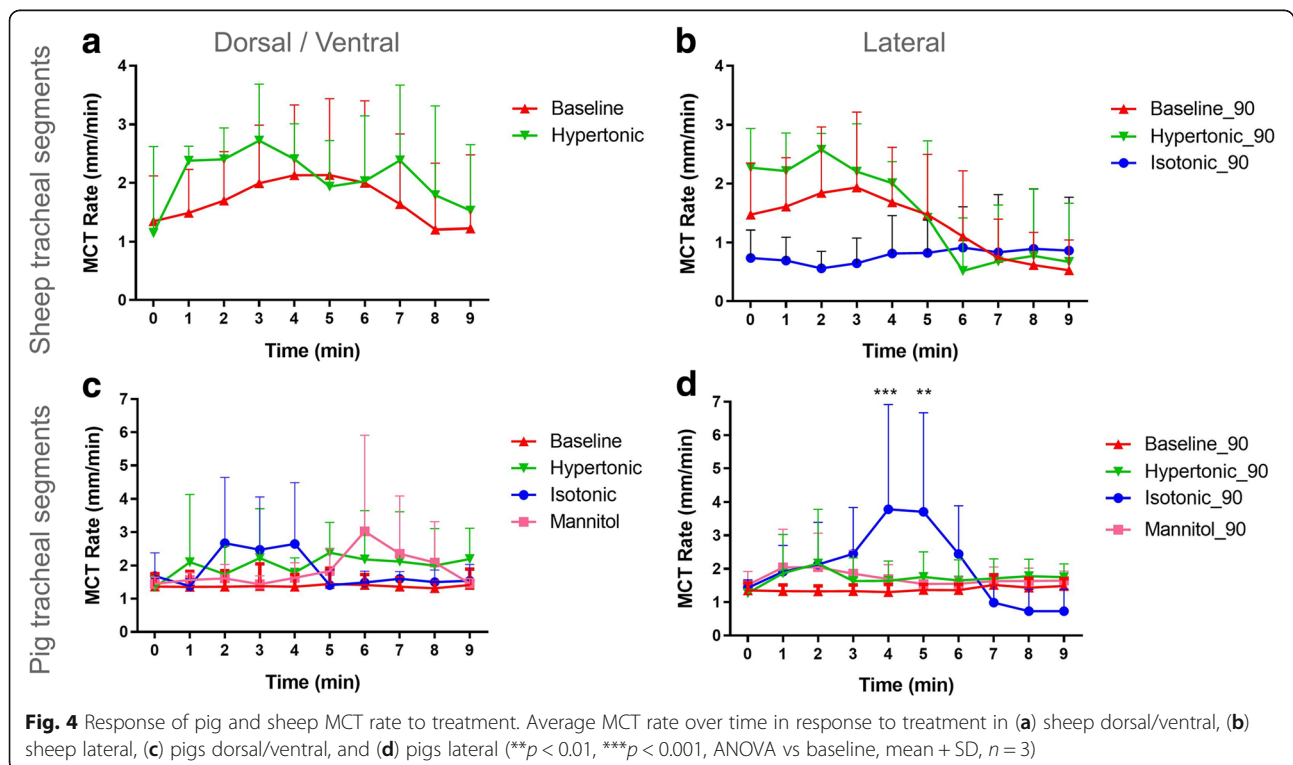 a
Dorsal / Ventral
Sheep tracheal segments
MCT Rate (mm/min)
4
3
2
1
0
0 1 2 3 4 5 6 7 8 9
Time (min)
Baseline
Hypertonic
b
Lateral
MCT Rate (mm/min)
4
3
2
1
0
0 1 2 3 4 5 6 7 8 9
Time (min)
Baseline_90
Hypertonic_90
Isotonic_90
c
Pig tracheal segments
MCT Rate (mm/min)
7
6
5
4
3
2
1
0
0 1 2 3 4 5 6 7 8 9
Time (min)
Baseline
Hypertonic
Isotonic
Mannitol
d
*** **
MCT Rate (mm/min)
7
6
5
4
3
2
1
0
0 1 2 3 4 5 6 7 8 9
Time (min)
Baseline_90
Hypertonic_90
Isotonic_90
Mannitol_90
Fig. 4 Response of pig and sheep MCT rate to treatment. Average MCT rate over time in response to treatment in (a) sheep dorsal/ventral, (b)
sheep lateral, (c) pigs dorsal/ventral, and (d) pigs lateral (**p < 0.01, ***p < 0.001, ANOVA vs baseline, mean + SD, n = 3)